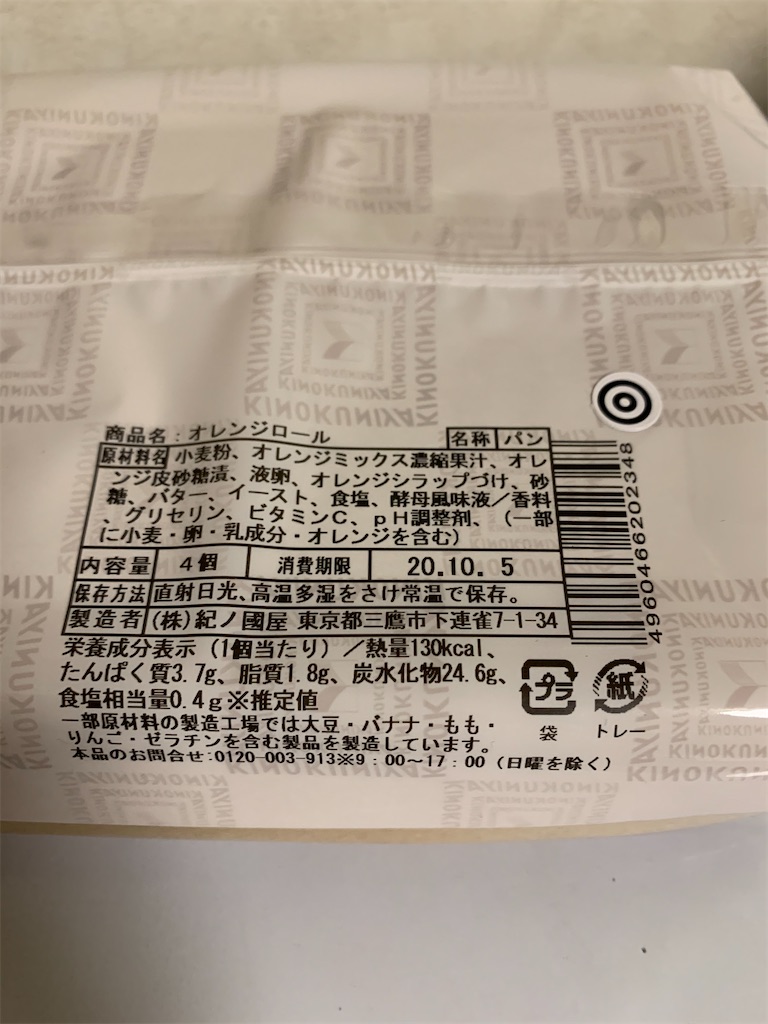 KINOKUNIYA
商品名:オレンジロール 名称 パン
原材料名 小麦粉、オレンジミックス濃縮果汁、オレ
ンジ皮砂糖漬、液卵、オレンジシラップづけ、砂
糖、バター、イースト、食塩、酵母風味液/香料
、グリセリン、ビタミンC、pH調整剤、(一部
に小麦・卵・乳成分・オレンジを含む)
内容量 4個 消費期限 20.10. 5
保存方法 直射日光、高温多湿をさけ常温で保存。
製造者 (株)紀ノ國屋 東京都三鷹市下連雀7-1-34
4960466202348
栄養成分表示(1個当たり)/熱量130kcal、
たんぱく質3.7g、脂質1.8g、炭水化物24.6g、
食塩相当量0.4g※推定値
プラ 紙
袋 トレー
一部原材料の製造工場では大豆・バナナ・もも・
りんご・ゼラチンを含む製品を製造しています。
本品のお問合せ:0120-003-913※9:00~17:00(日曜を除く)